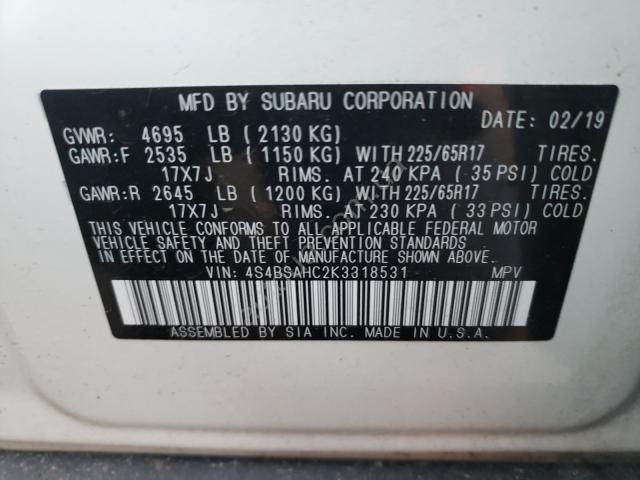 MFD BY SUBARU CORPORATION
DATE: 02/19
GVWR: 4695 LB (2130 KG)
GAWR:F 2535 LB (1150 KG) WITH 225/65R17 TIRES.
17X7J RIMS. AT 240 KPA (35 PSI) COLD
GAWR:R 2645 LB (1200 KG) WITH 225/65R17 TIRES.
17X7J RIMS. AT 230 KPA (33 PSI) COLD
THIS VEHICLE CONFORMS TO ALL APPLICABLE FEDERAL MOTOR
VEHICLE SAFETY AND THEFT PREVENTION STANDARDS
IN EFFECT ON THE DATE OF MANUFACTURE SHOWN ABOVE.
VIN: 4S4BSAHC2K3318531 MPV
ASSEMBLED BY SIA INC. MADE IN U.S.A.